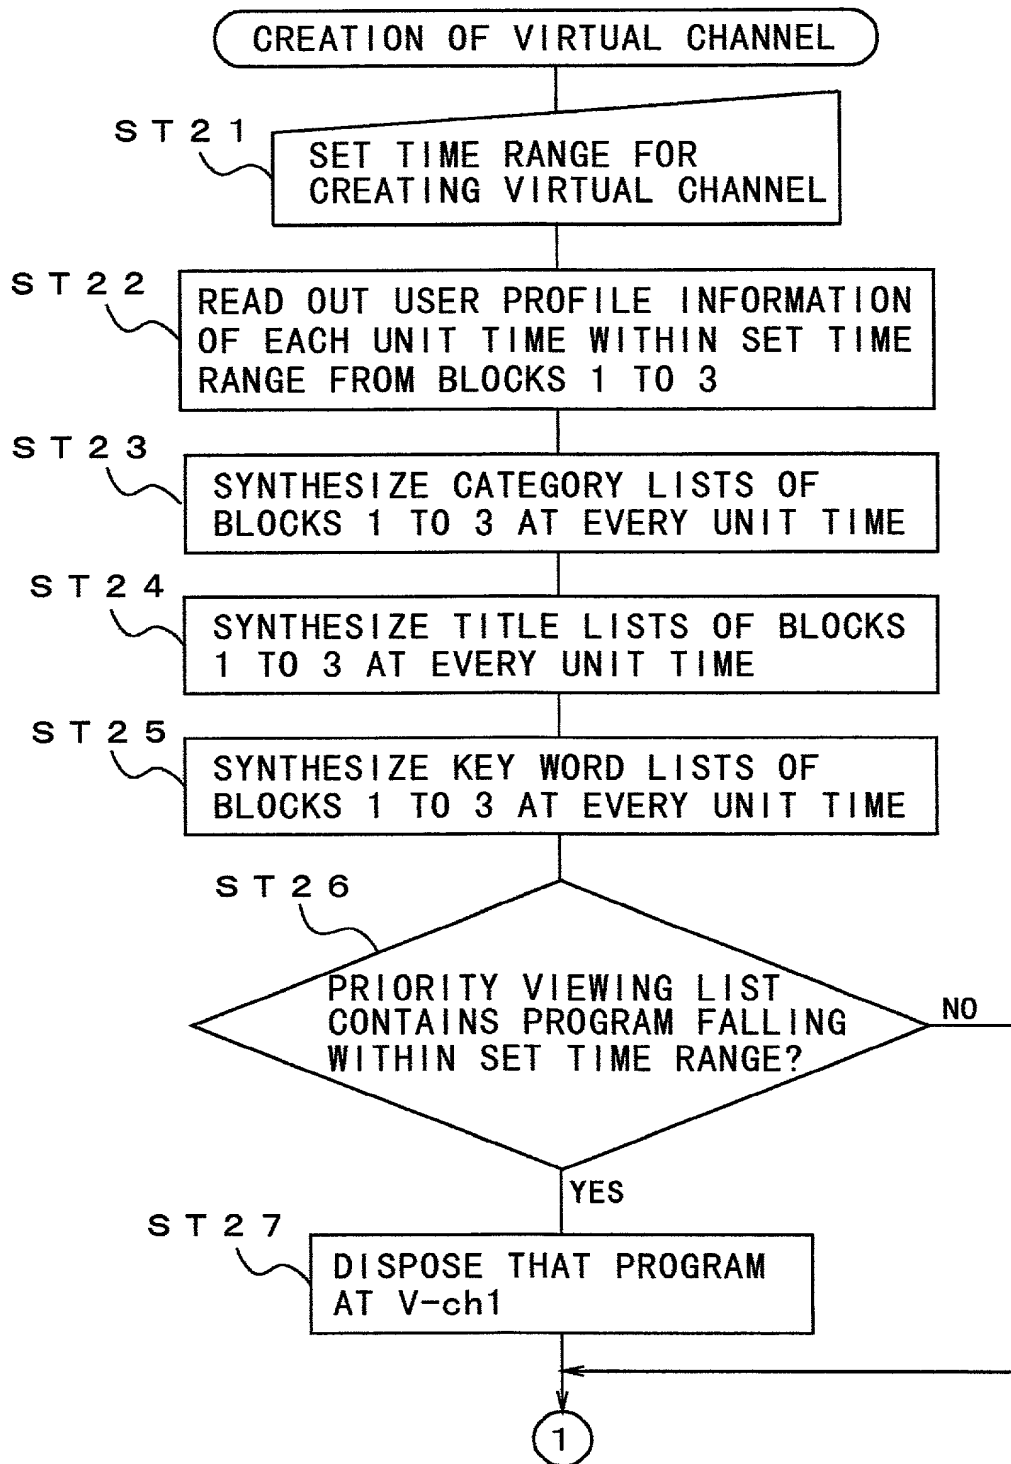 CREATION OF VIRTUAL CHANNEL
ST21
SET TIME RANGE FOR
CREATING VIRTUAL CHANNEL
ST22
READ OUT USER PROFILE INFORMATION
OF EACH UNIT TIME WITHIN SET TIME
RANGE FROM BLOCKS 1 TO 3
ST23
SYNTHESIZE CATEGORY LISTS OF
BLOCKS 1 TO 3 AT EVERY UNIT TIME
ST24
SYNTHESIZE TITLE LISTS OF BLOCKS
1 TO 3 AT EVERY UNIT TIME
ST25
SYNTHESIZE KEY WORD LISTS OF
BLOCKS 1 TO 3 AT EVERY UNIT TIME
ST26
PRIORITY VIEWING LIST
CONTAINS PROGRAM FALLING
WITHIN SET TIME RANGE?
NO
YES
ST27
DISPOSE THAT PROGRAM
AT V-ch1
1